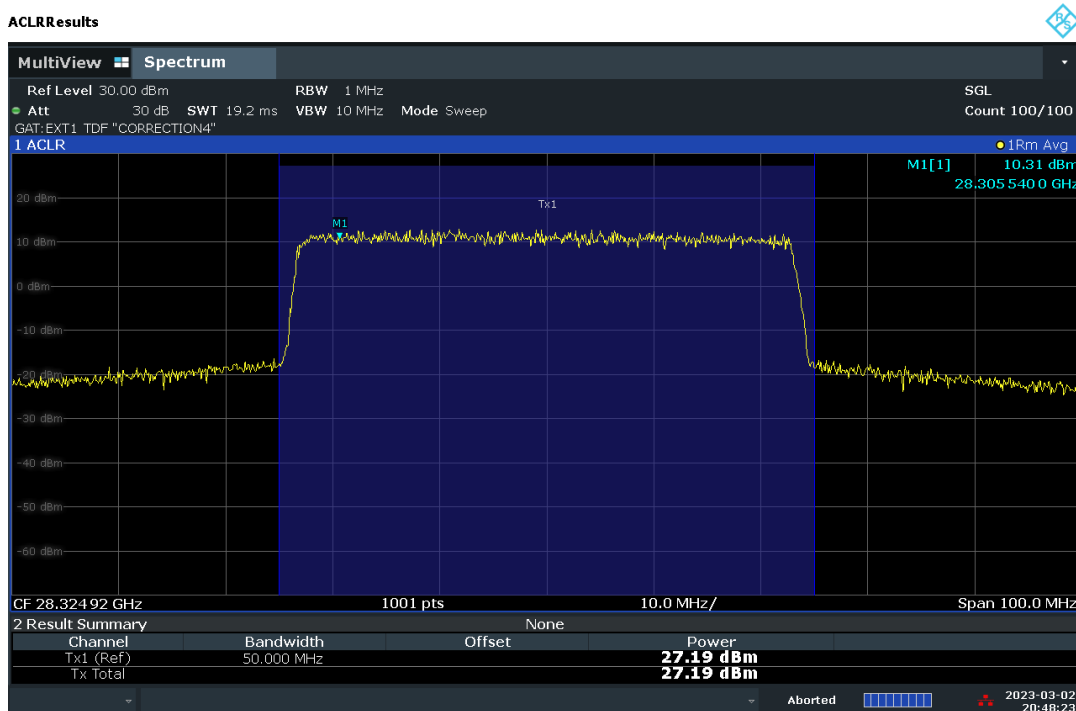 ACLRResults
R&S
MultiView Spectrum
Ref Level 30.00 dBm RBW 1 MHz SGL
Att 30 dB SWT 19.2 ms VBW 10 MHz Mode Sweep Count 100/100
GAT:EXT1 TDF "CORRECTION4"
1 ACLR 1Rm Avg
M1[1] 10.31 dBm
28.305 540 0 GHz
20 dBm
Tx1
M1
10 dBm
0 dBm
-10 dBm
-20 dBm
-30 dBm
-40 dBm
-50 dBm
-60 dBm
CF 28.324 92 GHz 1001 pts 10.0 MHz/ Span 100.0 MHz
2 Result Summary None
Channel Bandwidth Offset Power
Tx1 (Ref) 50.000 MHz 27.19 dBm
Tx Total 27.19 dBm
Aborted 2023-03-02
20:48:23